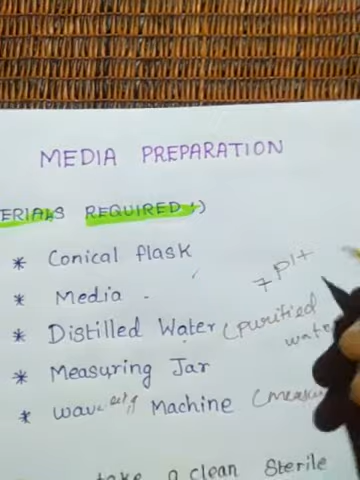 MEDIA PREPARATION
ERIALS REQUIRED :)
* Conical flask
* Media
7 PH
* Distilled Water (purified
water
* Measuring Jar
* Machine
take a clean Sterile